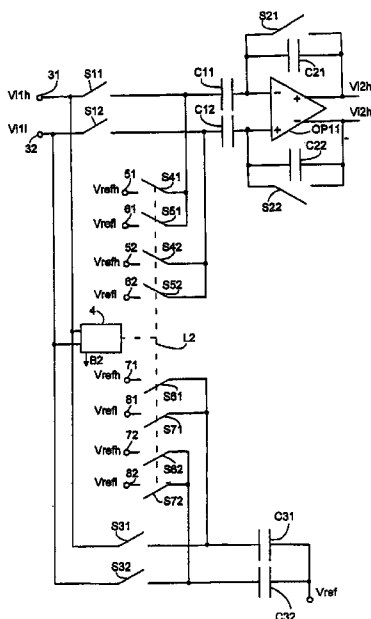 S21
C21
31
S11
C11
Vi1h
Vi2h
S12
C12
Vi1l
OP11
Vi2h
32
C22
S22
51
S41
Vrefh
61
S51
Vrefl
52
S42
Vrefh
62
S52
Vrefl
4
L2
B2
71
Vrefh
S61
81
Vrefl
S71
72
Vrefh
S62
82
Vrefl
S72
S31
C31
S32
C32
Vref